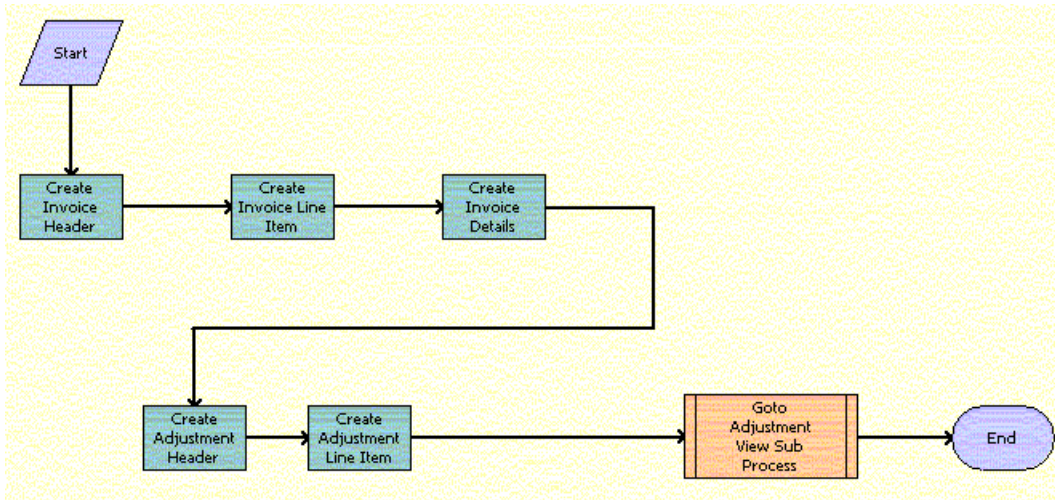 Start
Create
Invoice
Header
Create
Invoice Line
Item
Create
Invoice
Details
Create
Adjustment
Header
Create
Adjustment
Line Item
Goto
Adjustment
View Sub
Process
End